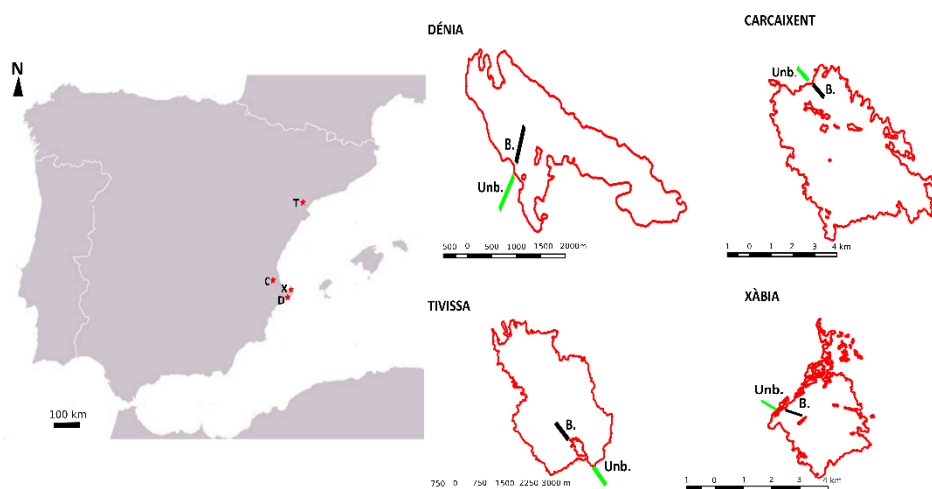 N
T
C
X
D
100 km
DÉNIA
B.
Unb.
500 0 500 1000 1500 2000m
CARCAIXENT
Unb.
B.
1 0 1 2 3 4 km
TIVISSA
B.
Unb.
750 0 750 1500 2250 3000 m
XÀBIA
Unb.
B.
1 0 1 2 3 4 km